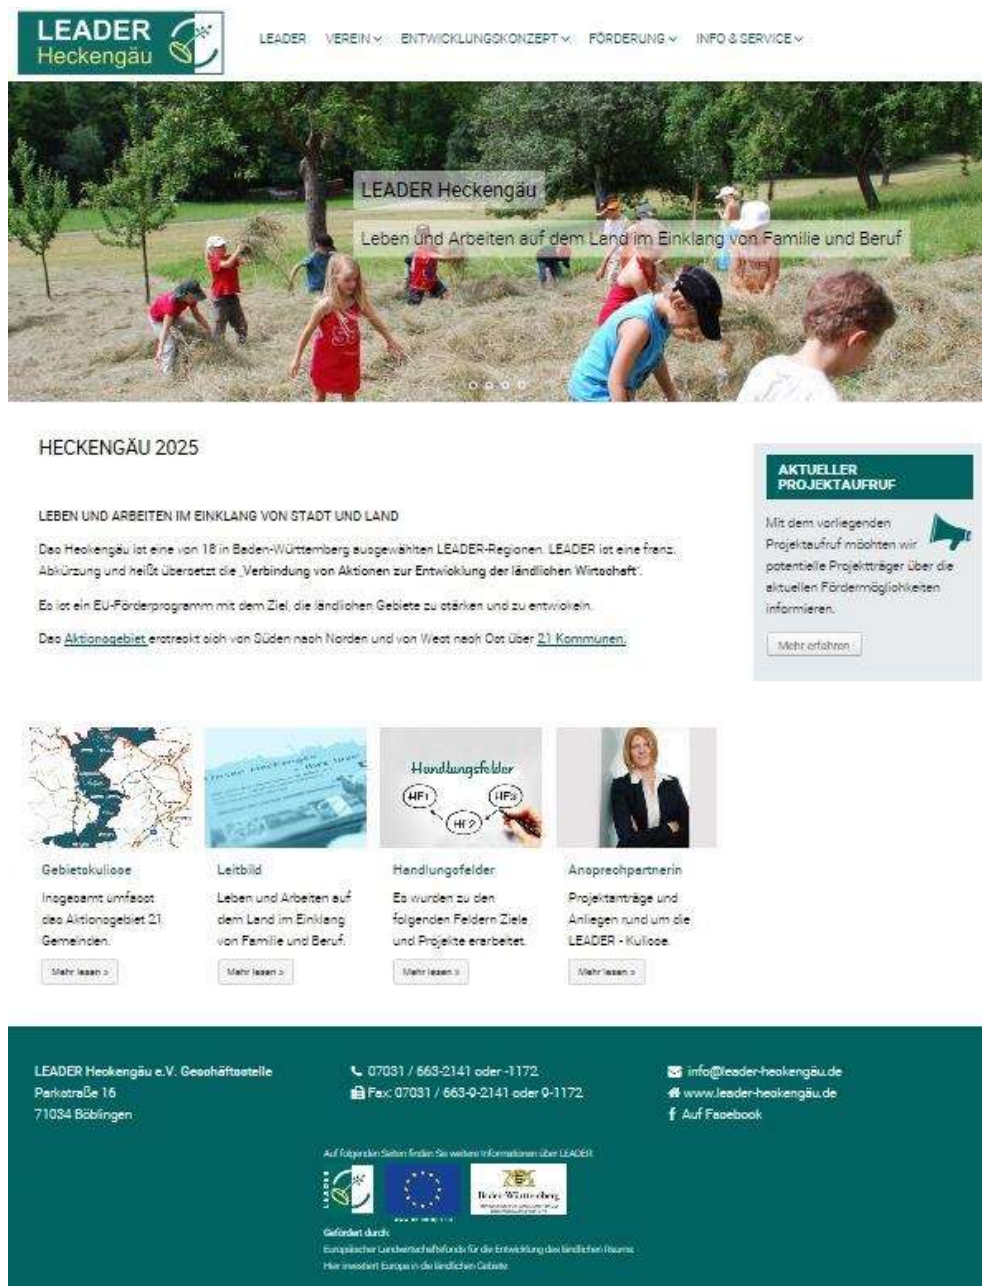 LEADER
Heckengäu
LEADER VEREIN ENTWICKLUNGSKONZEPT FÖRDERUNG INFO & SERVICE
LEADER Heckengäu
Leben und Arbeiten auf dem Land im Einklang von Familie und Beruf
HECKENGÄU 2025
LEBEN UND ARBEITEN IM EINKLANG VON STADT UND LAND
Das Heckengäu ist eine von 18 in Baden-Württemberg ausgewählten LEADER-Regionen. LEADER ist eine franz.
Abkürzung und heißt übersetzt die „Verbindung von Aktionen zur Entwicklung der ländlichen Wirtschaft“.
Es ist ein EU-Förderprogramm mit dem Ziel, die ländlichen Gebiete zu stärken und zu entwickeln.
Das Aktionsgebiet erstreckt sich von Süden nach Norden und von West nach Ost über 21 Kommunen.
AKTUELLER
PROJEKTAUFRUF
Mit dem vorliegenden
Projektaufruf möchten wir
potentielle Projektträger über die
aktuellen Fördermöglichkeiten
informieren.
Mehr erfahren
Handlungsfelder
HF1
HF3
HF2
Gebietskulisse
Insgesamt umfasst
das Aktionsgebiet 21
Gemeinden.
Mehr lesen »
Leitbild
Leben und Arbeiten auf
dem Land im Einklang
von Familie und Beruf.
Mehr lesen »
Handlungsfelder
Es wurden zu den
folgenden Feldern Ziele
und Projekte erarbeitet.
Mehr lesen »
Ansprechpartnerin
Projektanträge und
Anliegen rund um die
LEADER - Kulisse.
Mehr lesen »
LEADER Heckengäu e.V. Geschäftsstelle
Parkstraße 16
71034 Böblingen
07031 / 663-2141 oder -1172
Fax: 07031 / 663-9-2141 oder 9-1172
info@leader-heckengäu.de
www.leader-heckengäu.de
Auf Facebook
Auf folgenden Seiten finden Sie weitere Informationen über LEADER:
LEADER
Baden-Württemberg
Gefördert durch:
Europäischer Landwirtschaftsfonds für die Entwicklung des ländlichen Raums:
Hier investiert Europa in die ländlichen Gebiete.